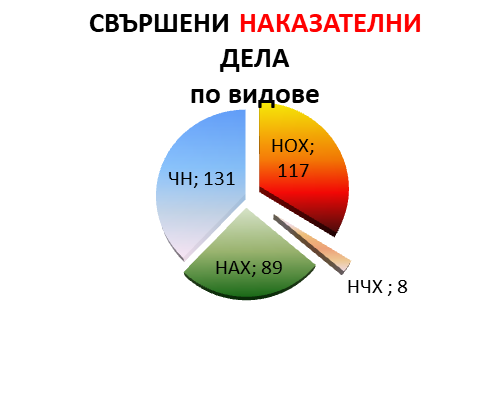 СВЪРШЕНИ НАКАЗАТЕЛНИ
ДЕЛА
по видове
НОХ;
117
ЧН; 131
НАХ; 89
НЧХ ; 8